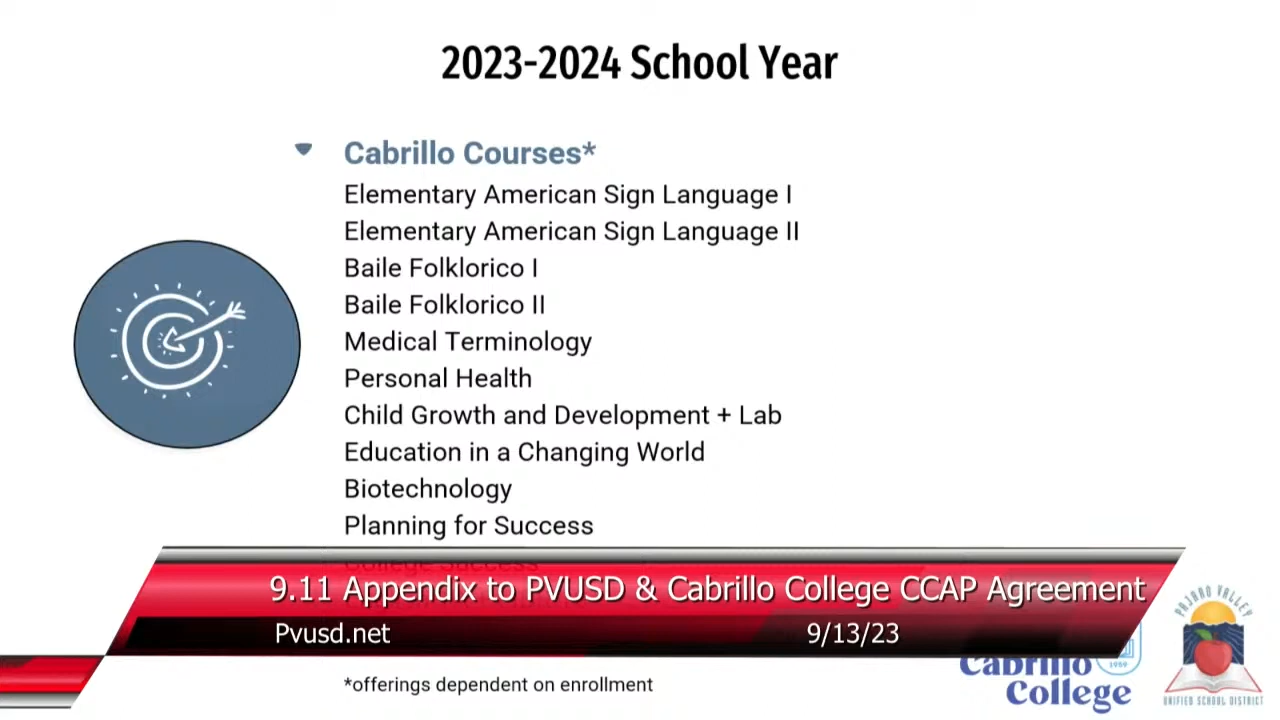 2023-2024 School Year
Cabrillo Courses*
Elementary American Sign Language I
Elementary American Sign Language II
Baile Folklorico I
Baile Folklorico II
Medical Terminology
Personal Health
Child Growth and Development + Lab
Education in a Changing World
Biotechnology
Planning for Success
College Success
9.11 Appendix to PVUSD & Cabrillo College CCAP Agreement
Pvusd.net
9/13/23
*offerings dependent on enrollment
Cabrillo
College
1959
PAJARO VALLEY
UNIFIED SCHOOL DISTRICT